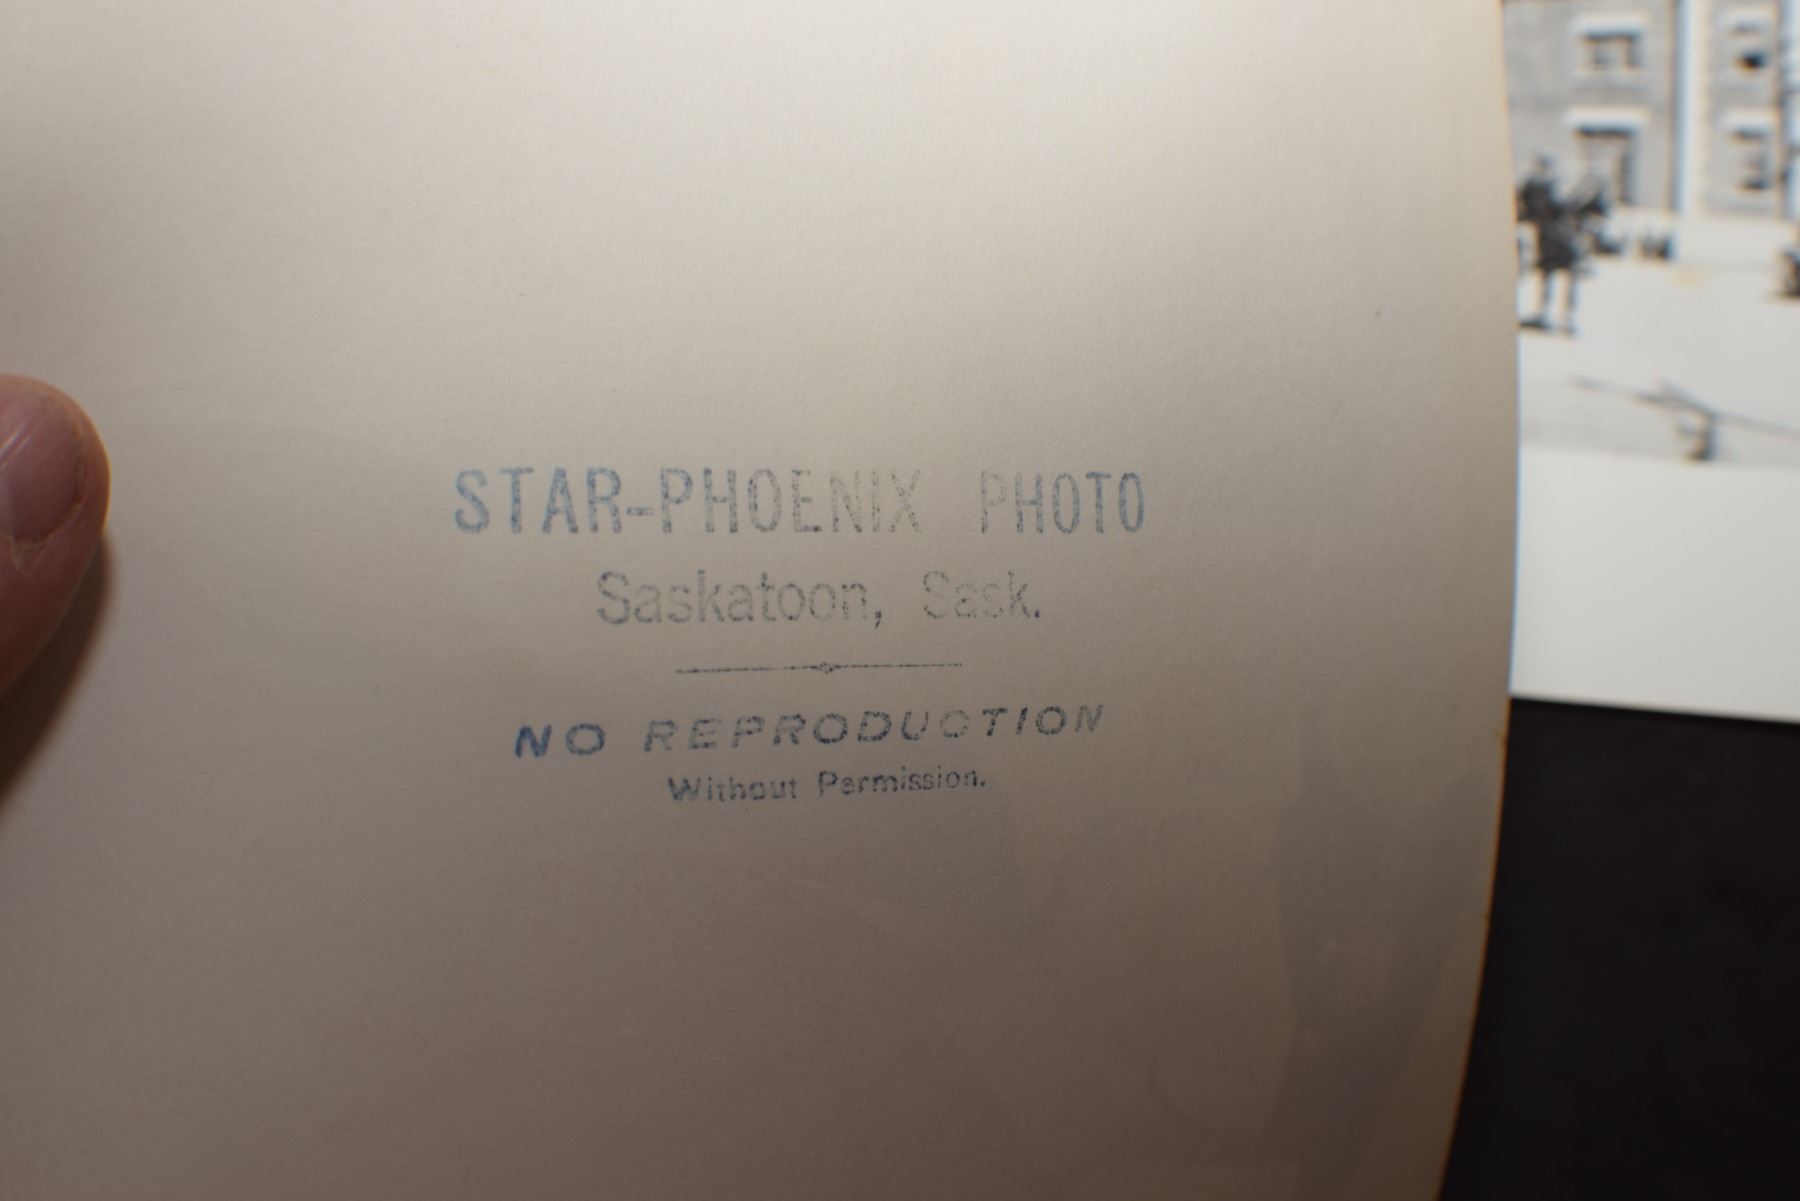 STAR-PHOENIX PHOTO
Saskatoon, Sask.
NO REPRODUCTION
Without Permission.